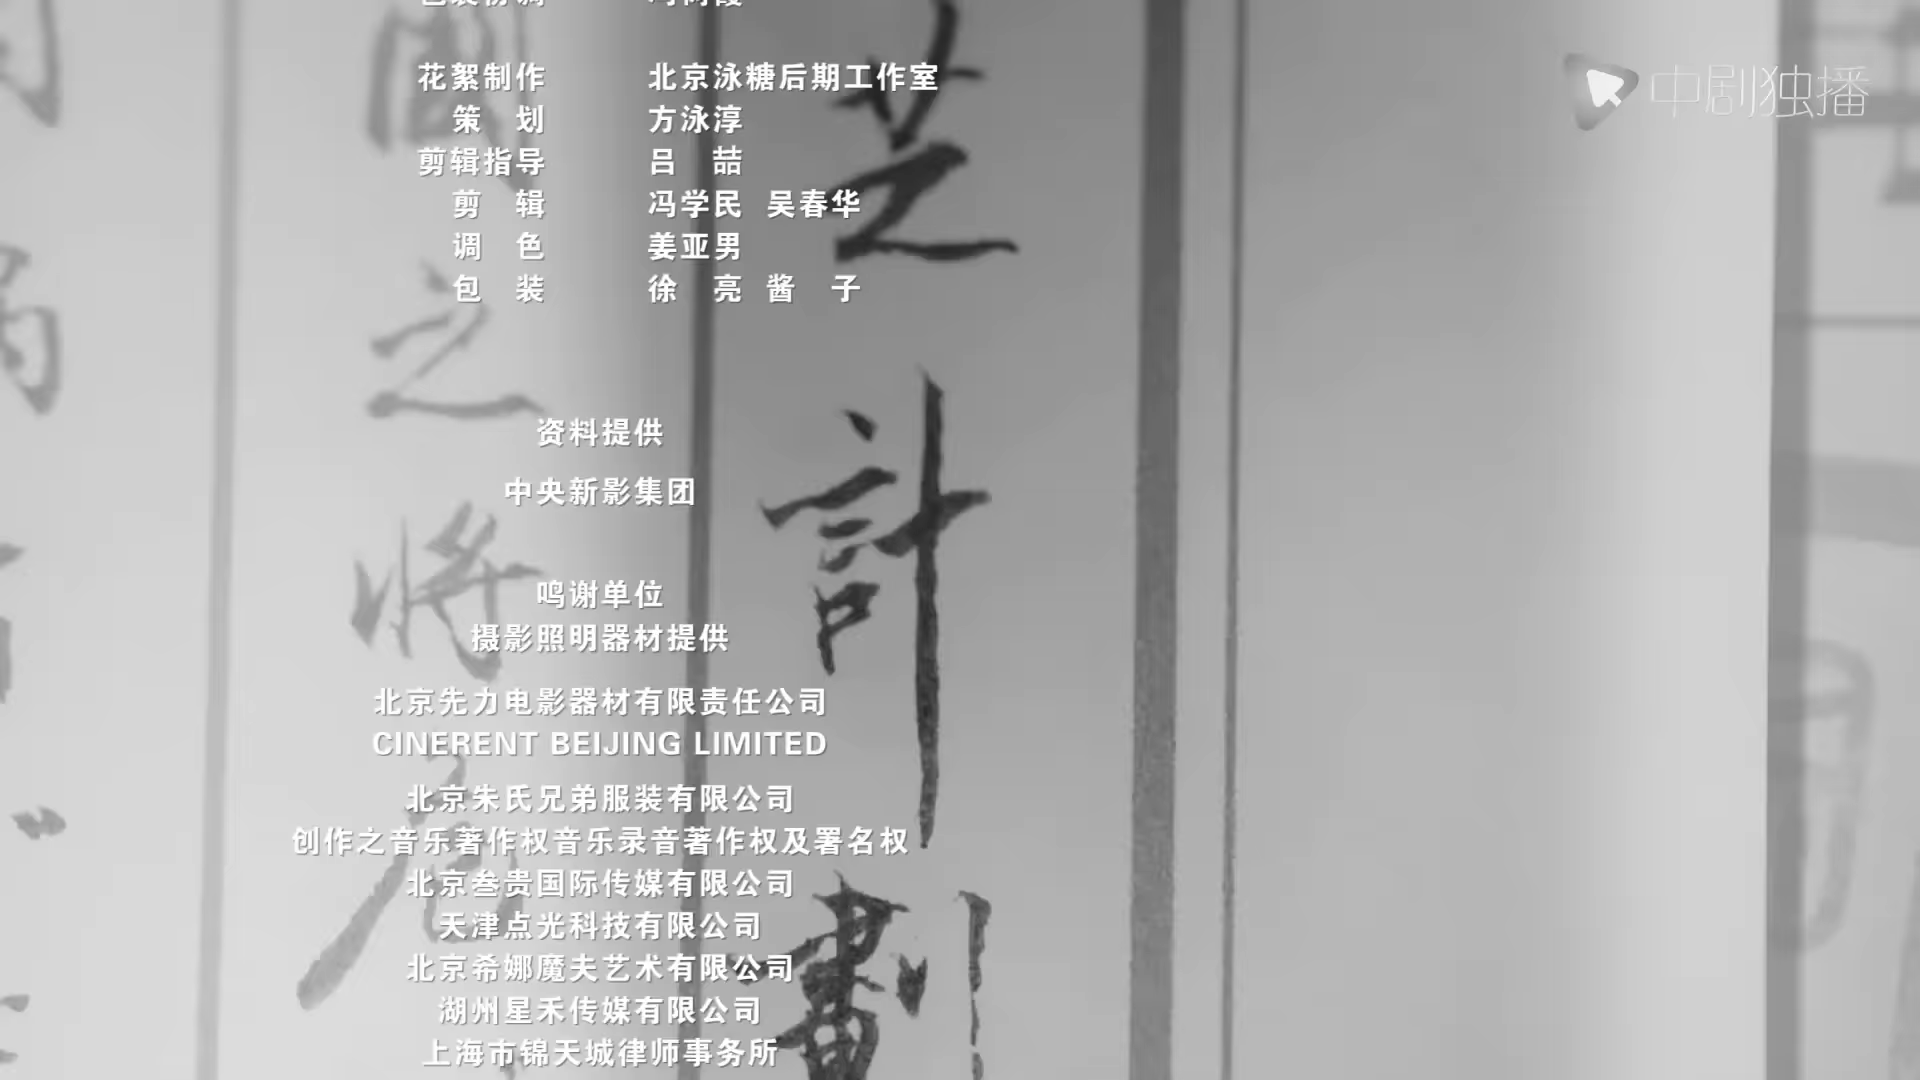 花絮制作 北京泳糖后期工作室
策 划 方泳淳
剪辑指导 吕 喆
剪 辑 冯学民 吴春华
调 色 姜亚男
包 装 徐 亮 酱 子
资料提供
中央新影集团
鸣谢单位
摄影照明器材提供
北京先力电影器材有限责任公司
CINERENT BEIJING LIMITED
北京朱氏兄弟服装有限公司
创作之音乐著作权音乐录音著作权及署名权
北京叁贵国际传媒有限公司
天津点光科技有限公司
北京希娜魔夫艺术有限公司
湖州星禾传媒有限公司
上海市锦天城律师事务所
中剧独播
之將
計劃